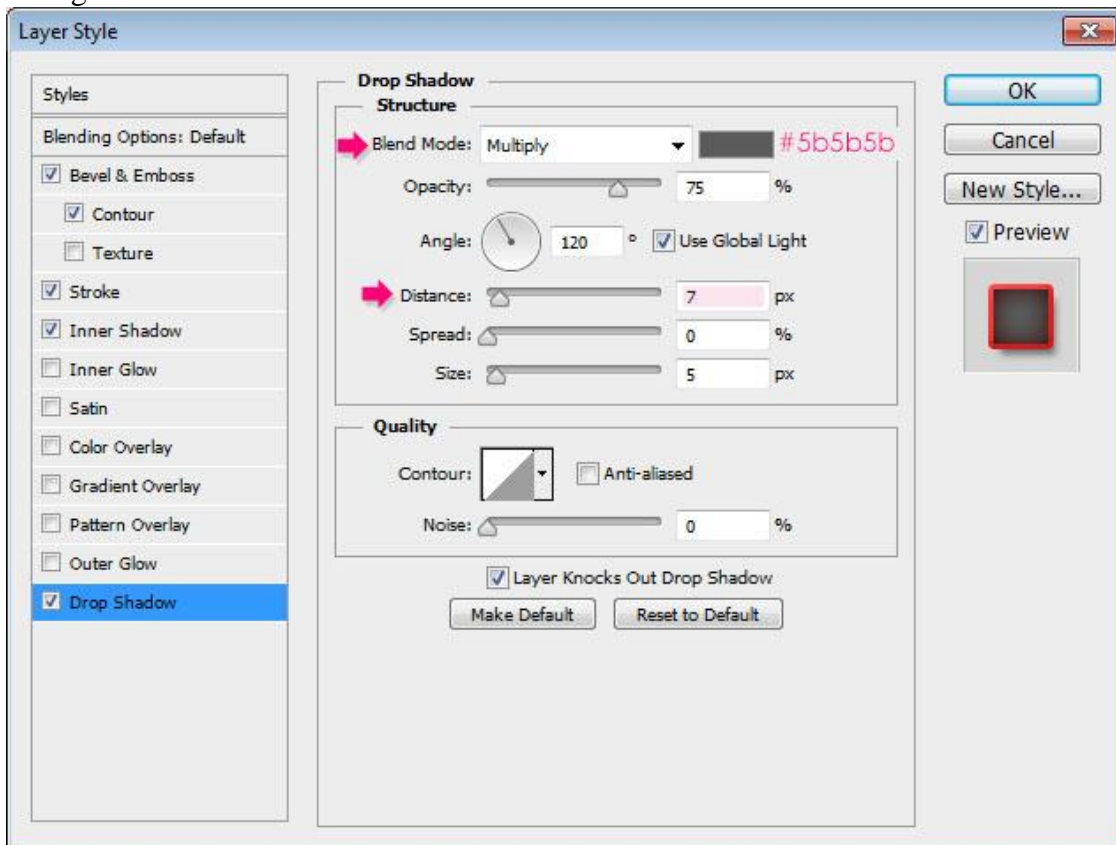 Layer Style
Styles
Blending Options: Default
Bevel & Emboss
Contour
Texture
Stroke
Inner Shadow
Inner Glow
Satin
Color Overlay
Gradient Overlay
Pattern Overlay
Outer Glow
Drop Shadow
Drop Shadow
Structure
Blend Mode: Multiply #5b5b5b
Opacity: 75 %
Angle: 120 ° Use Global Light
Distance: 7 px
Spread: 0 %
Size: 5 px
Quality
Contour: Anti-aliased
Noise: 0 %
Layer Knocks Out Drop Shadow
Make Default Reset to Default
OK
Cancel
New Style...
Preview